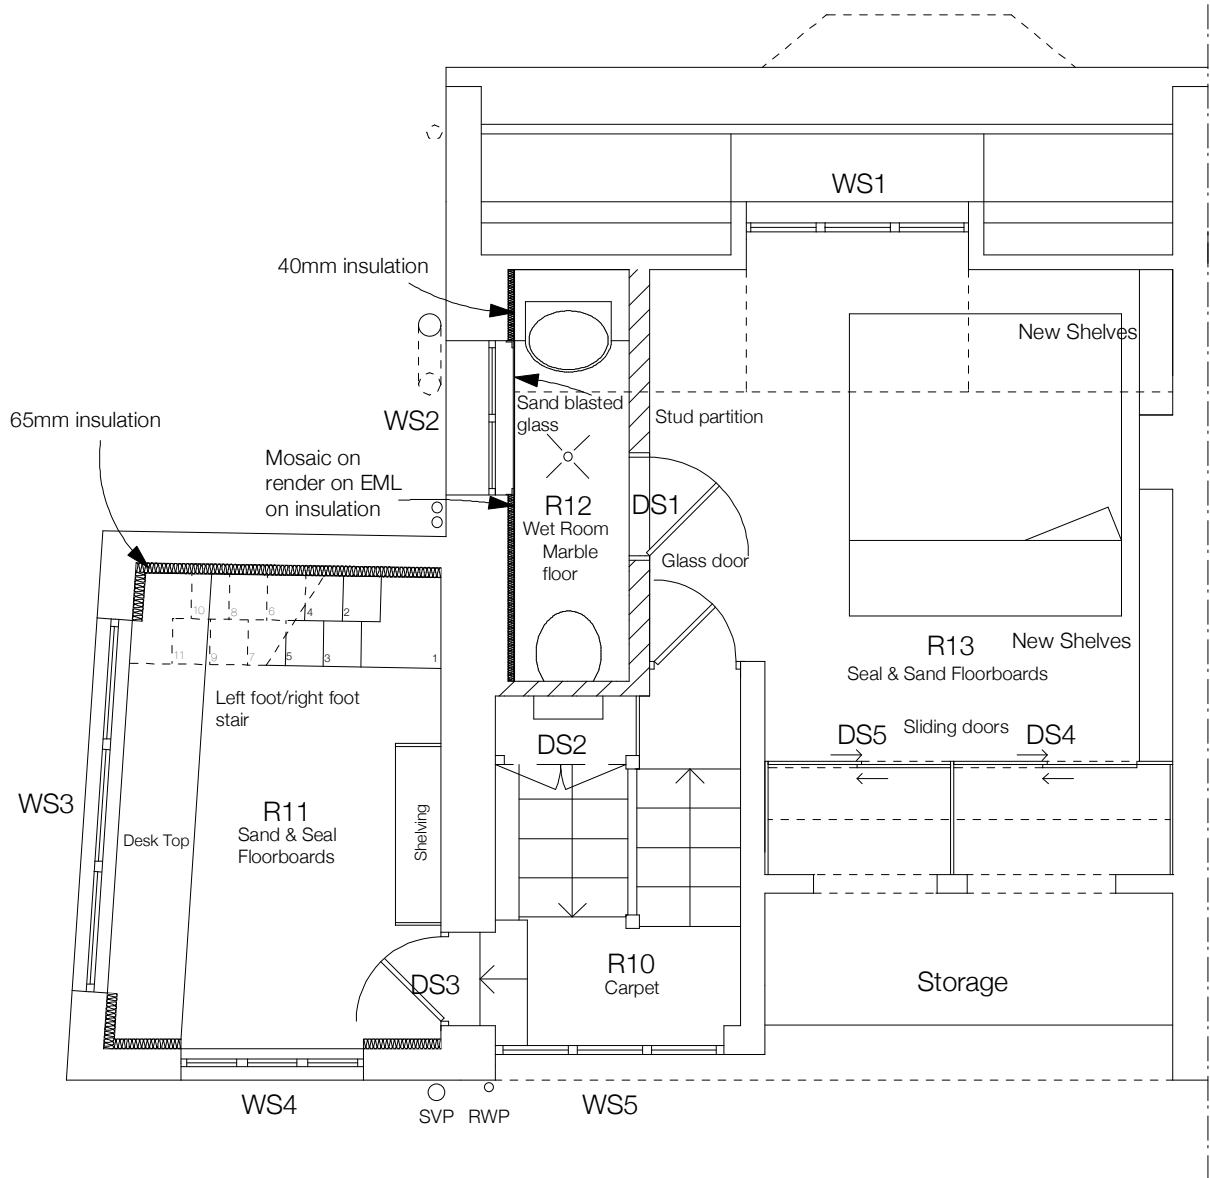 WS1
40mm insulation
New Shelves
65mm insulation
WS2
Sand blasted
glass
Stud partition
Mosaic on
render on EML
on insulation
R12
Wet Room
Marble
floor
DS1
Glass door
10
8
6
4
2
11
9
7
5
3
1
Left foot/right foot
stair
R13
New Shelves
Seal & Sand Floorboards
Sliding doors
DS5
DS4
DS2
WS3
R11
Sand & Seal
Floorboards
Desk Top
Shelving
DS3
R10
Carpet
Storage
WS4
SVP
RWP
WS5